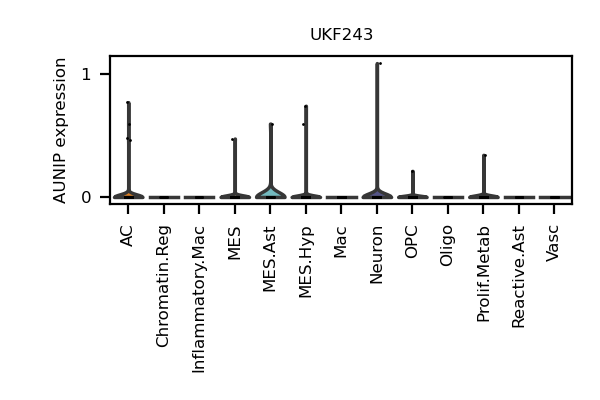 UKF243
AUNIP expression
1
0
AC
Chromatin.Reg
Inflammatory.Mac
MES
MES.Ast
MES.Hyp
Mac
Neuron
OPC
Oligo
Prolif.Metab
Reactive.Ast
Vasc